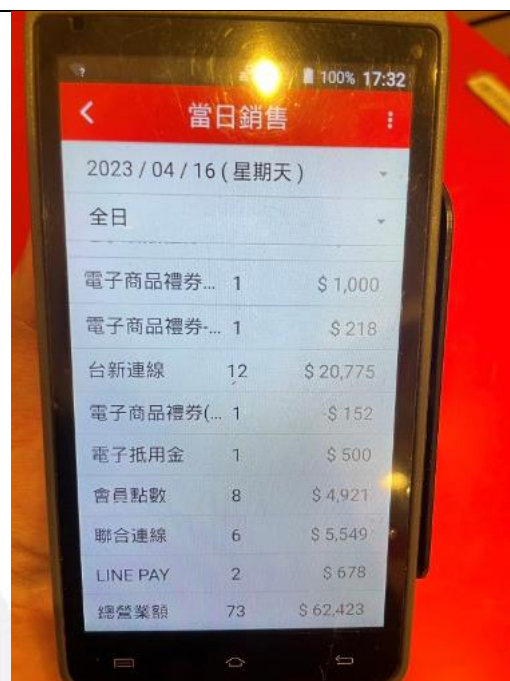 100% 17:32
當日銷售
2023 / 04 / 16 ( 星期天 )
全日
電子商品禮券... 1 $ 1,000
電子商品禮券-... 1 $ 218
台新連線 12 $ 20,775
電子商品禮券(... 1 -$ 152
電子抵用金 1 $ 500
會員點數 8 $ 4,921
聯合連線 6 $ 5,549
LINE PAY 2 $ 678
總營業額 73 $ 62,423